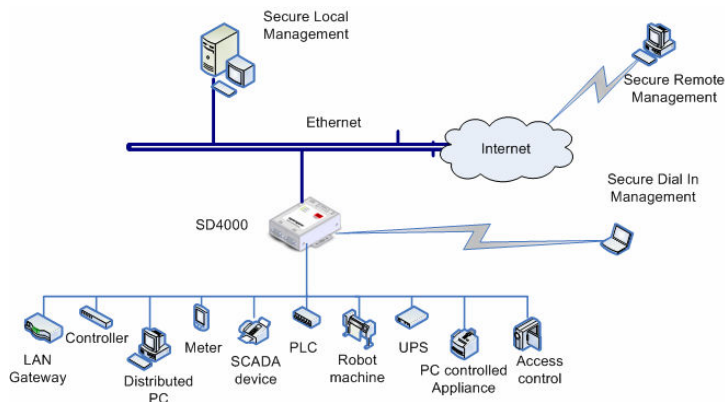 Secure Local
Management
Secure Remote
Management
Ethernet
Internet
Secure Dial In
Management
SD4000
LAN
Gateway
Controller
Distributed
PC
Meter
SCADA
device
PLC
Robot
machine
UPS
PC controlled
Appliance
Access
control